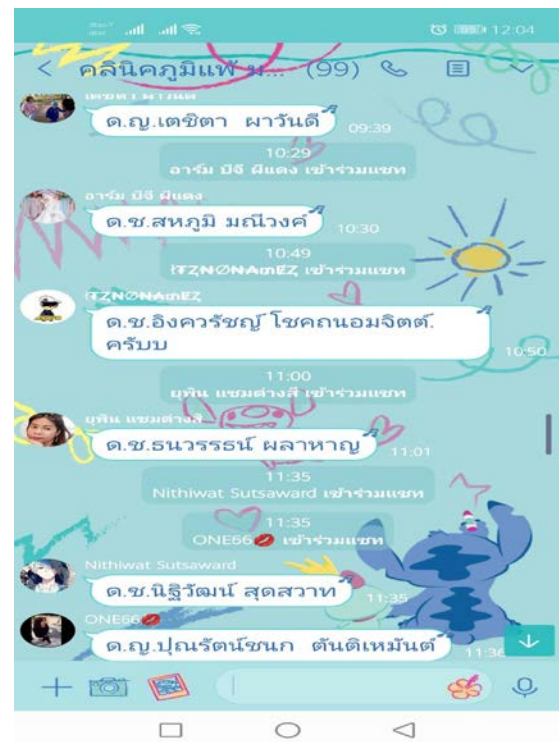 12:04
คลินิคภูมิแพ้ ม... (99)
ด.ญ.เตชิตา ผาวันดี
09:39
10:29
อาร์ม ปีจี ผีแดง เข้าร่วมแชท
อาร์ม ปีจี ผีแดง
ด.ช.สหภูมิ มณีวงค์
10:30
10:49
เข้าร่วมแชท
ด.ช.อิงควรัชญ์ โชคถนอมจิตต์.
ครับบ
10:50
11:00
ยุพิน แซมต่างสี เข้าร่วมแชท
ยุพิน แซมต่างสี
ด.ช.ธนวรรธน์ ผลาหาญ
11:01
11:35
Nithiwat Sutsaward เข้าร่วมแชท
11:35
ONE66💋 เข้าร่วมแชท
Nithiwat Sutsaward
ด.ช.นิฐิวัฒน์ สุดสวาท
11:35
ONE66💋
ด.ญ.ปุณรัตน์ชนก ตันติเหมันต์
11:36